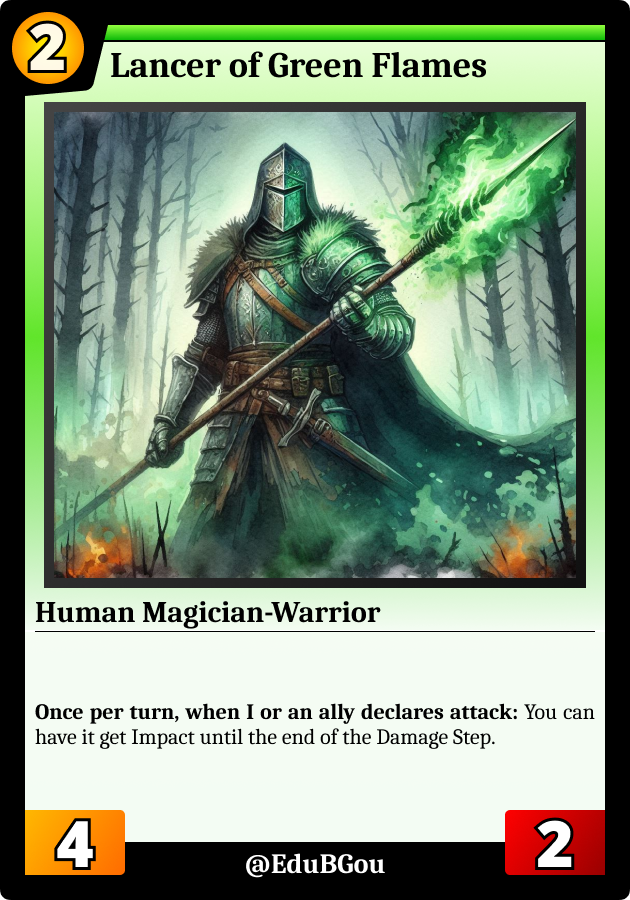 2
Lancer of Green Flames
Human Magician-Warrior
Once per turn, when I or an ally declares attack: You can
have it get Impact until the end of the Damage Step.
4
@EduBGou
2